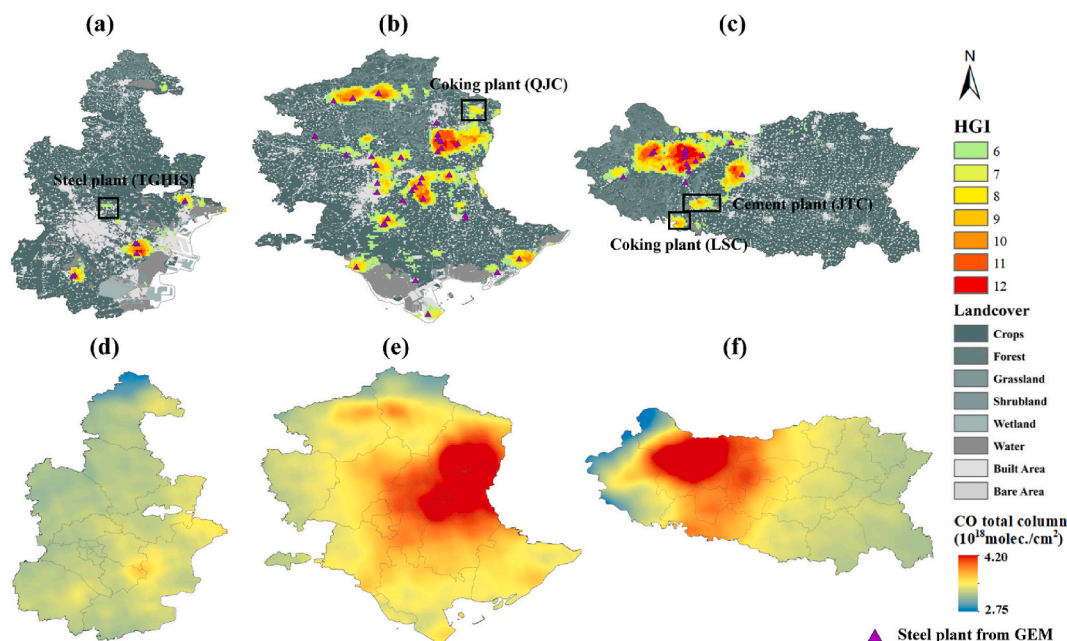 (a)
(b)
(c)
Coking plant (QJC)
Steel plant (TGHIS)
Cement plant (JTC)
Coking plant (LSC)
(d)
(e)
(f)
N
HGI
6
7
8
9
10
11
12
Landcover
Crops
Forest
Grassland
Shrubland
Wetland
Water
Built Area
Bare Area
CO total column
(10¹⁸molec./cm²)
4.20
2.75
Steel plant from GEM